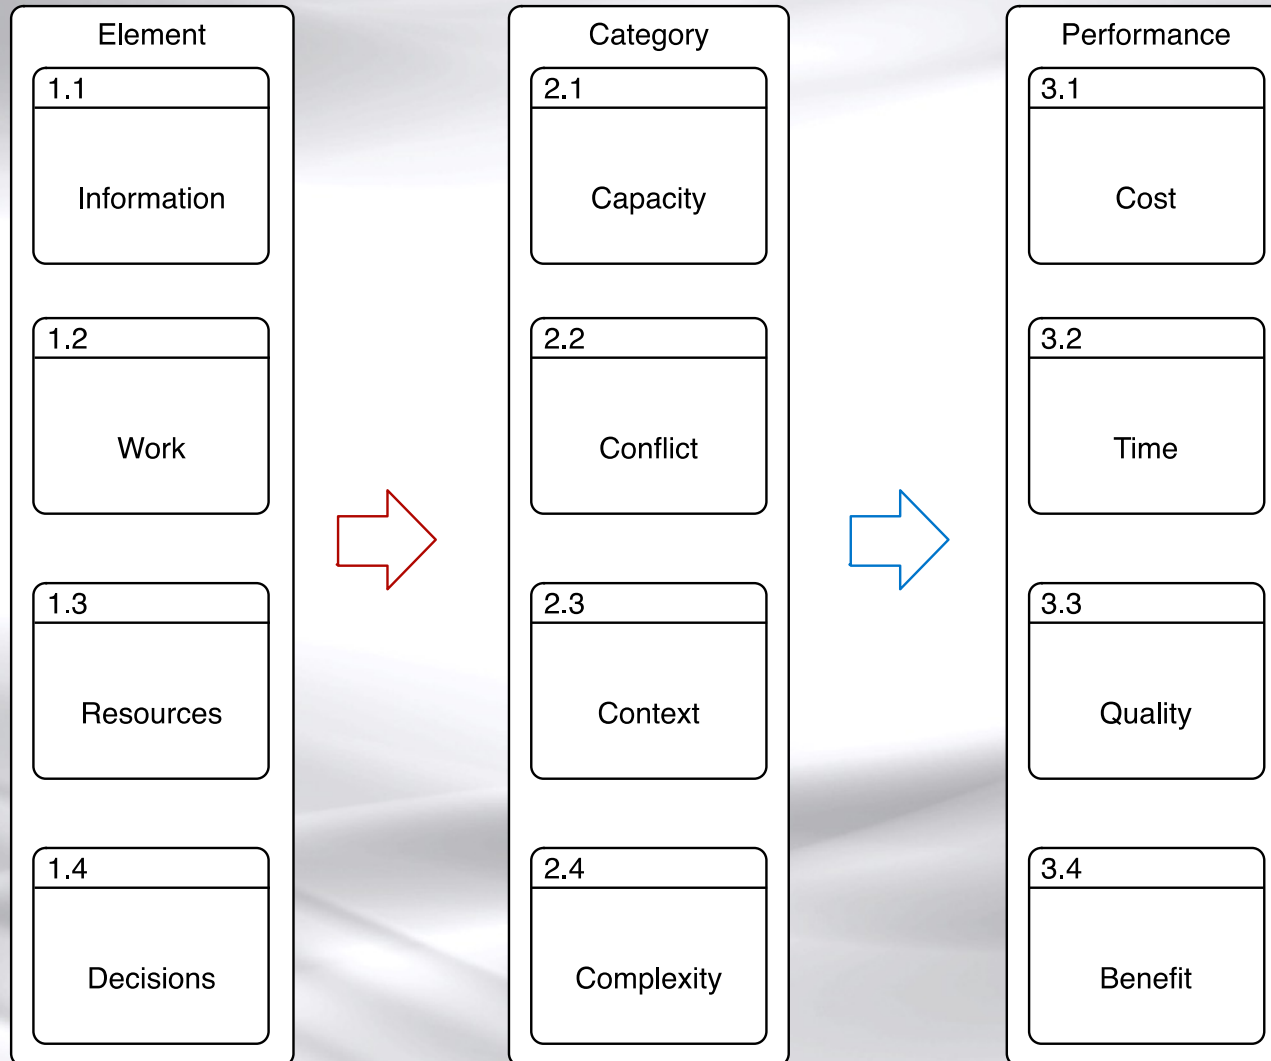 Element
1.1
Information
1.2
Work
1.3
Resources
1.4
Decisions
Category
2.1
Capacity
2.2
Conflict
2.3
Context
2.4
Complexity
Performance
3.1
Cost
3.2
Time
3.3
Quality
3.4
Benefit